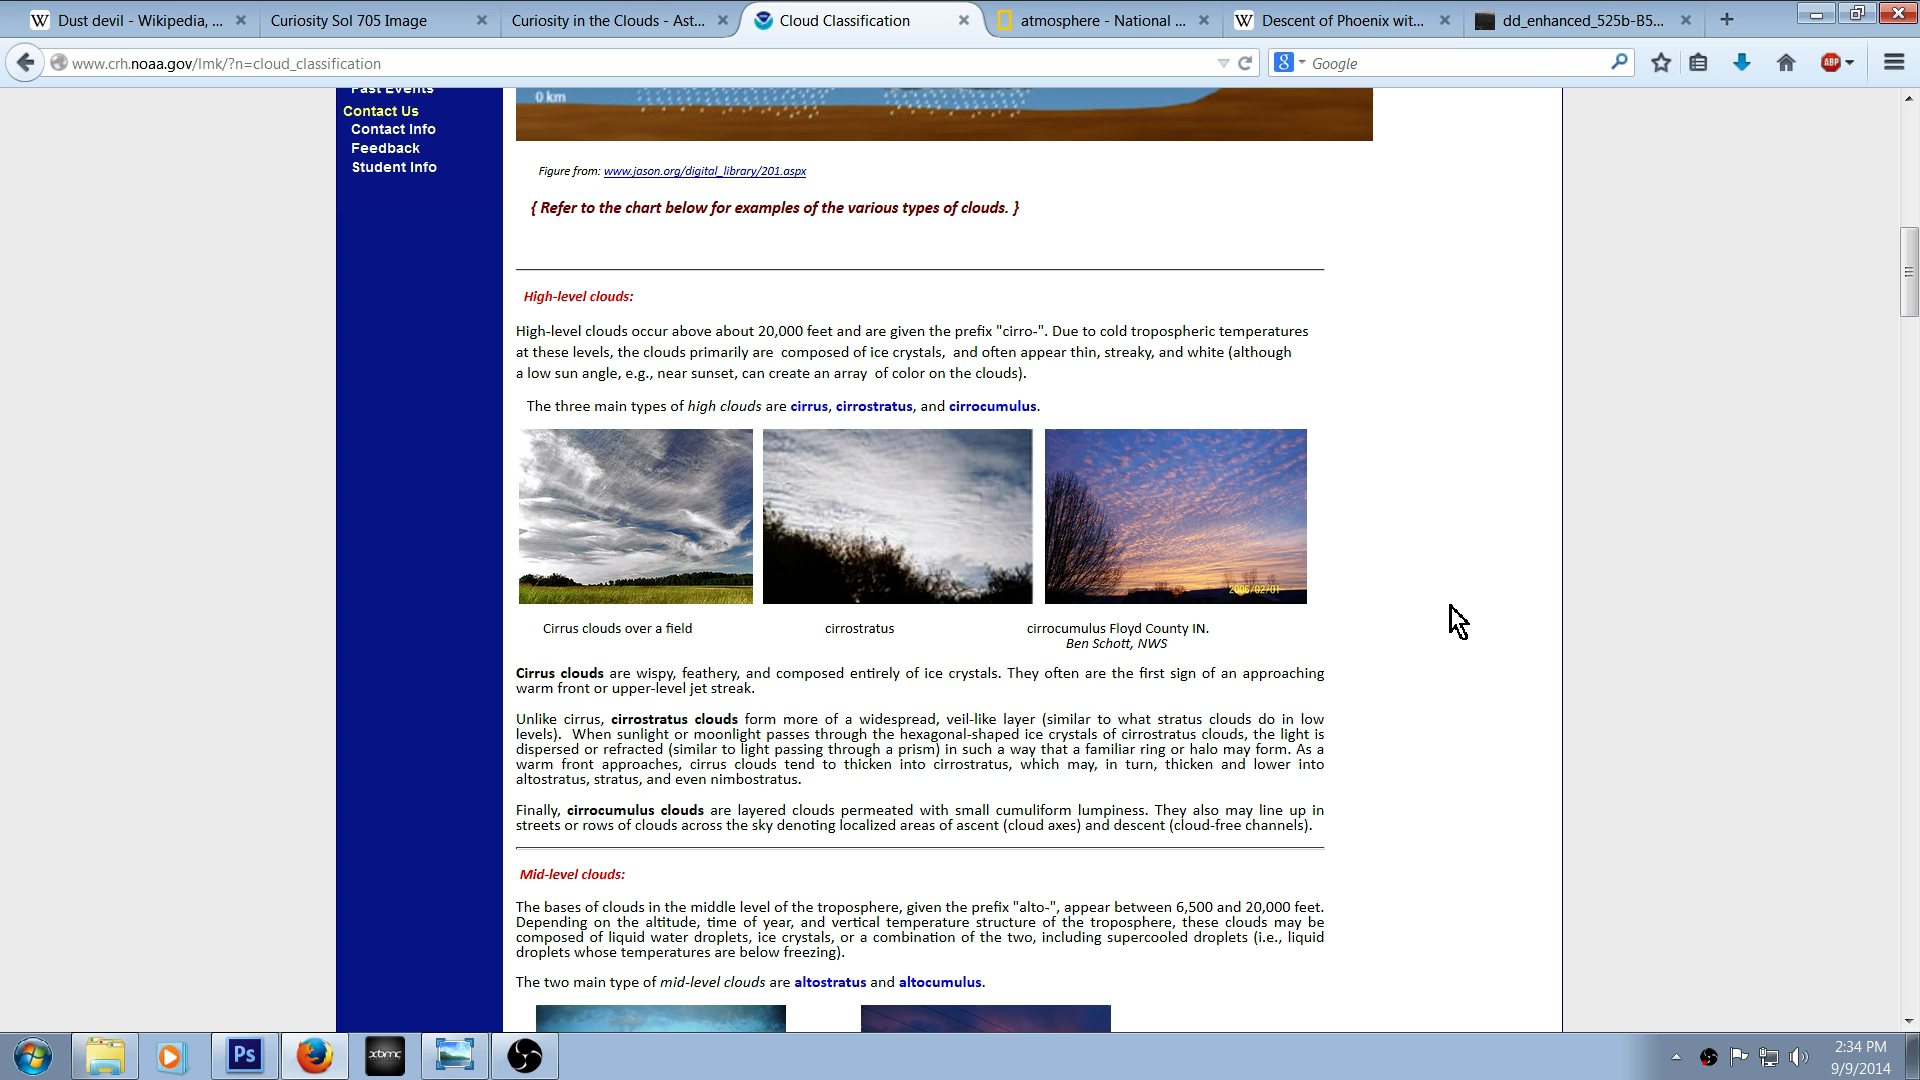 Dust devil - Wikipedia, ...
Curiosity Sol 705 Image
Curiosity in the Clouds - Ast...
Cloud Classification
atmosphere - National ...
Descent of Phoenix wit...
dd_enhanced_525b-B5...
www.crh.noaa.gov/lmk/?n=cloud_classification
Google
ABP
Past Events
Contact Us
Contact Info
Feedback
Student Info
0 km
Figure from: www.jason.org/digital_library/201.aspx
{ Refer to the chart below for examples of the various types of clouds. }
High-level clouds:
High-level clouds occur above about 20,000 feet and are given the prefix "cirro-". Due to cold tropospheric temperatures
at these levels, the clouds primarily are composed of ice crystals, and often appear thin, streaky, and white (although
a low sun angle, e.g., near sunset, can create an array of color on the clouds).
The three main types of high clouds are cirrus, cirrostratus, and cirrocumulus.
2006/02/01
Cirrus clouds over a field
cirrostratus
cirrocumulus Floyd County IN.
Ben Schott, NWS
Cirrus clouds are wispy, feathery, and composed entirely of ice crystals. They often are the first sign of an approaching
warm front or upper-level jet streak.
Unlike cirrus, cirrostratus clouds form more of a widespread, veil-like layer (similar to what stratus clouds do in low
levels). When sunlight or moonlight passes through the hexagonal-shaped ice crystals of cirrostratus clouds, the light is
dispersed or refracted (similar to light passing through a prism) in such a way that a familiar ring or halo may form. As a
warm front approaches, cirrus clouds tend to thicken into cirrostratus, which may, in turn, thicken and lower into
altostratus, stratus, and even nimbostratus.
Finally, cirrocumulus clouds are layered clouds permeated with small cumuliform lumpiness. They also may line up in
streets or rows of clouds across the sky denoting localized areas of ascent (cloud axes) and descent (cloud-free channels).
Mid-level clouds:
The bases of clouds in the middle level of the troposphere, given the prefix "alto-", appear between 6,500 and 20,000 feet.
Depending on the altitude, time of year, and vertical temperature structure of the troposphere, these clouds may be
composed of liquid water droplets, ice crystals, or a combination of the two, including supercooled droplets (i.e., liquid
droplets whose temperatures are below freezing).
The two main type of mid-level clouds are altostratus and altocumulus.
Ps
xbmc
2:34 PM
9/9/2014